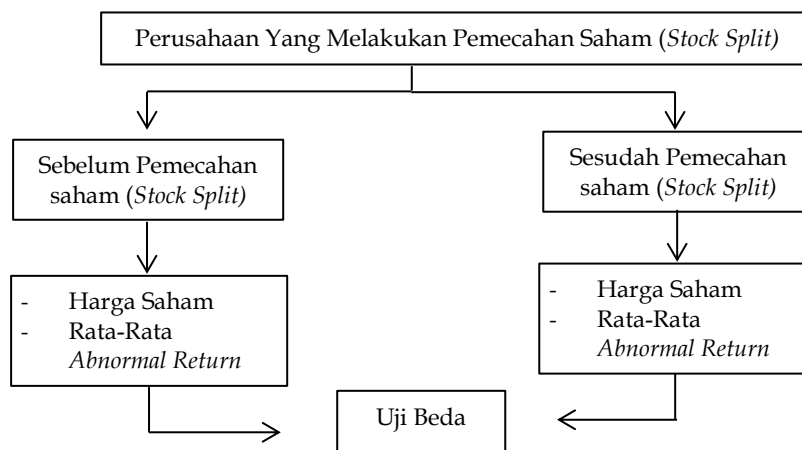 Perusahaan Yang Melakukan Pemecahan Saham (Stock Split)
Sebelum Pemecahan
saham (Stock Split)
Sesudah Pemecahan
saham (Stock Split)
- Harga Saham
- Rata-Rata
Abnormal Return
- Harga Saham
- Rata-Rata
Abnormal Return
Uji Beda